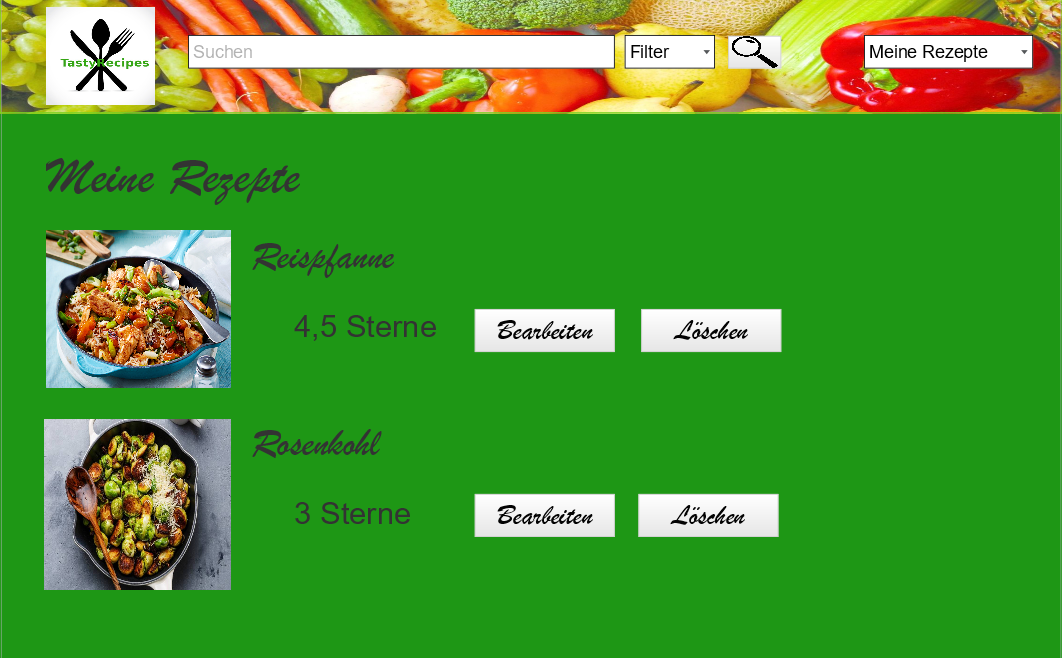 TastyRecipes
Suchen
Filter
Meine Rezepte
Meine Rezepte
Reispfanne
4,5 Sterne
Bearbeiten
Löschen
Rosenkohl
3 Sterne
Bearbeiten
Löschen